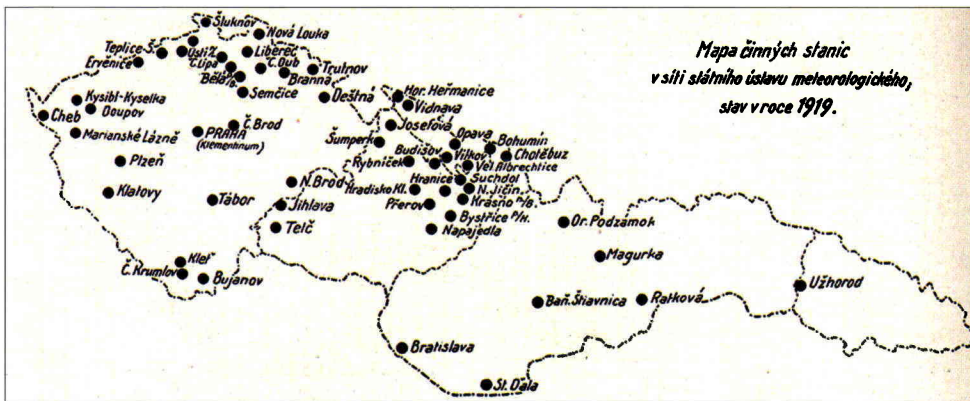 Mapa činných stanic
v síti státního ústavu meteorologického,
stav v roce 1919.
Šluknov
Nová Louka
Teplice-Š.
Ústí n/L.
Liberec
Ervěnice
Č. Lípa
Č. Dub
Trutnov
Bělá p/B.
Branná
Semčice
Deštná
Hor. Heřmanice
Vidnava
Kysibl-Kyselka
Doupov
Cheb
Marianské Lázně
PRAHA
(Klementinum)
Č. Brod
Josefová
Šumperk
Opava
Bohumín
Budišov
Vítkov
Chotěbuz
Rybníček
Vel. Albrechtice
Plzeň
Hranice
Suchdol
Klatovy
Tábor
N. Brod
Hradisko Kl.
N. Jičín
Krásno n/B.
Jihlava
Přerov
Bystřice p/H.
Telč
Napajedla
Or. Podzámok
Magurka
Kleť
Č. Krumlov
Bujanov
Užhorod
Baň. Štiavnica
Ratková
Bratislava
St. Ďala